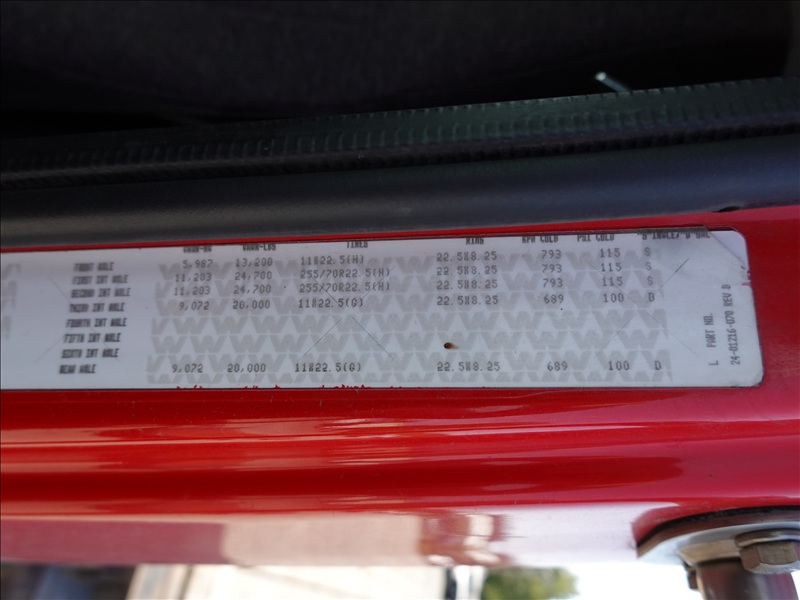 GAWR-KG GAWR-LBS TIRES RIMS KPA COLD PSI COLD
FRONT AXLE 5,987 13,200 11R22.5(H) 22.5X8.25 793 115 S
FIRST INT AXLE 11,203 24,700 255/70R22.5(H) 22.5X8.25 793 115 S
SECOND INT AXLE 11,203 24,700 255/70R22.5(H) 22.5X8.25 793 115 S
THIRD INT AXLE 9,072 20,000 11R22.5(G) 22.5X8.25 689 100 D
FOURTH INT AXLE
FIFTH INT AXLE
SIXTH INT AXLE
REAR AXLE 9,072 20,000 11R22.5(G) 22.5X8.25 689 100 D
L PART NO.
24-01216-070 REV D